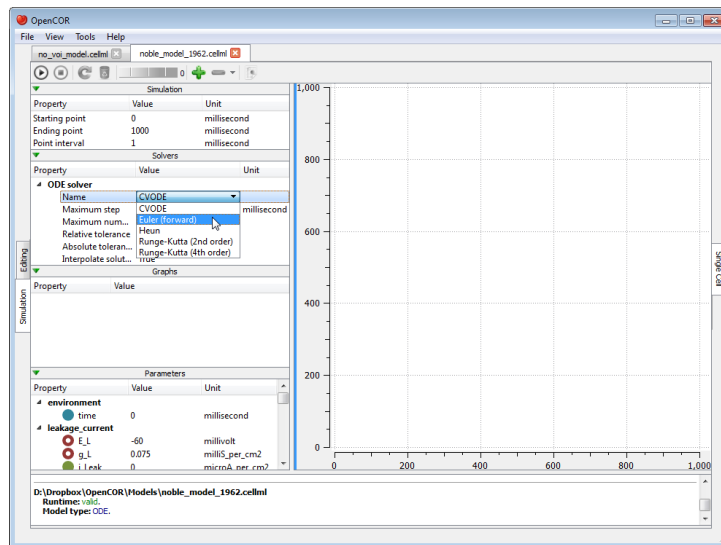 OpenCOR
File View Tools Help
no_voi_model.cellml noble_model_1962.cellml
0
Simulation
Property Value Unit
Starting point 0 millisecond
Ending point 1000 millisecond
Point interval 1 millisecond
Solvers
Property Value Unit
ODE solver
Name CVODE
Maximum step CVODE millisecond
Maximum num... Euler (forward)
Relative tolerance Heun
Absolute toleran... Runge-Kutta (2nd order)
Runge-Kutta (4th order)
Interpolate solut... True
Graphs
Property Value
Parameters
Property Value Unit
environment
time 0 millisecond
leakage_current
E_L -60 millivolt
g_L 0.075 milliS_per_cm2
i_Leak 0 microA_per_cm2
Editing
Simulation
1,000
800
600
400
200
0
0 200 400 600 800 1,000
Single Cell
D:\Dropbox\OpenCOR\Models\noble_model_1962.cellml
Runtime: valid.
Model type: ODE.